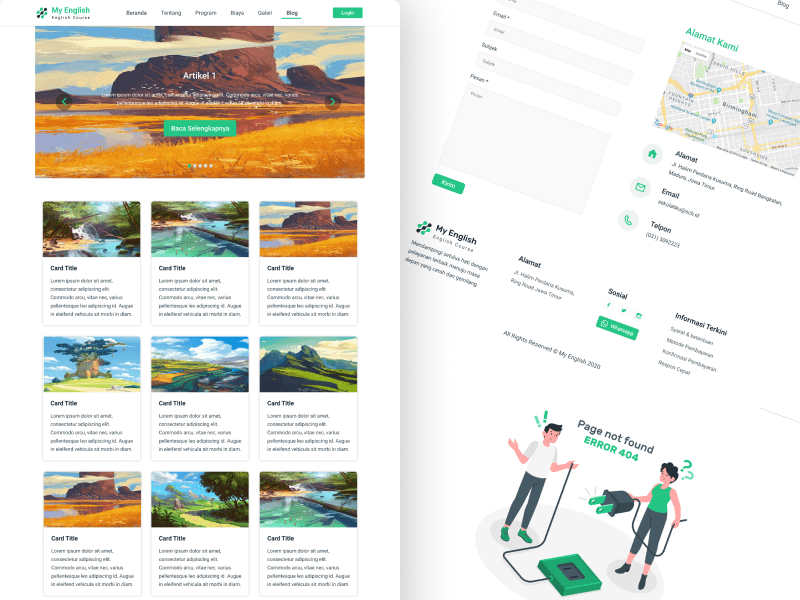 My English
English Course
Beranda
Tentang
Program
Biaya
Galeri
Blog
Login
Artikel 1
Lorem ipsum dolor sit amet, consectetur adipiscing elit. Commodo arcu, vitae nec, varius
pellentesque leo adipiscing id. Augue in eleifend vehicula sit morbi in diam.
Baca Selengkapnya
Card Title
Lorem ipsum dolor sit amet,
consectetur adipiscing elit.
Commodo arcu, vitae nec, varius
pellentesque leo adipiscing id. Augue
in eleifend vehicula sit morbi in diam.
Card Title
Lorem ipsum dolor sit amet,
consectetur adipiscing elit.
Commodo arcu, vitae nec, varius
pellentesque leo adipiscing id. Augue
in eleifend vehicula sit morbi in diam.
Card Title
Lorem ipsum dolor sit amet,
consectetur adipiscing elit.
Commodo arcu, vitae nec, varius
pellentesque leo adipiscing id. Augue
in eleifend vehicula sit morbi in diam.
Card Title
Lorem ipsum dolor sit amet,
consectetur adipiscing elit.
Commodo arcu, vitae nec, varius
pellentesque leo adipiscing id. Augue
in eleifend vehicula sit morbi in diam.
Card Title
Lorem ipsum dolor sit amet,
consectetur adipiscing elit.
Commodo arcu, vitae nec, varius
pellentesque leo adipiscing id. Augue
in eleifend vehicula sit morbi in diam.
Card Title
Lorem ipsum dolor sit amet,
consectetur adipiscing elit.
Commodo arcu, vitae nec, varius
pellentesque leo adipiscing id. Augue
in eleifend vehicula sit morbi in diam.
Card Title
Lorem ipsum dolor sit amet,
consectetur adipiscing elit.
Commodo arcu, vitae nec, varius
pellentesque leo adipiscing id. Augue
in eleifend vehicula sit morbi in diam.
Card Title
Lorem ipsum dolor sit amet,
consectetur adipiscing elit.
Commodo arcu, vitae nec, varius
pellentesque leo adipiscing id. Augue
in eleifend vehicula sit morbi in diam.
Card Title
Lorem ipsum dolor sit amet,
consectetur adipiscing elit.
Commodo arcu, vitae nec, varius
pellentesque leo adipiscing id. Augue
in eleifend vehicula sit morbi in diam.
Blog
Email *
Email
Subjek
Subjek
Pesan *
Pesan
Kirim
Alamat Kami
Map
Satellite
DRUID HILLS
FOUNTAIN
HEIGHTS
Birmingham
SOUTHSIDE
Alamat
Jl. Halim Perdana Kusuma, Ring Road Bangkalan,
Madura, Jawa Timur.
Email
sekolahku@sch.id
Telpon
(031) 3092323
My English
English Course
Mendampingi setulus hati dengan
pelayanan terbaik menuju masa
depan yang cerah dan gemilang
Alamat
Jl. Halim Perdana Kusuma,
Ring Road Jawa Timur
Sosial
Whatsapp
Informasi Terkini
Syarat & ketentuan
Metode Pembayaran
Konfirmasi Pembayaran
Respon Cepat
All Rights Reserved © My English 2020
Page not found
ERROR 404